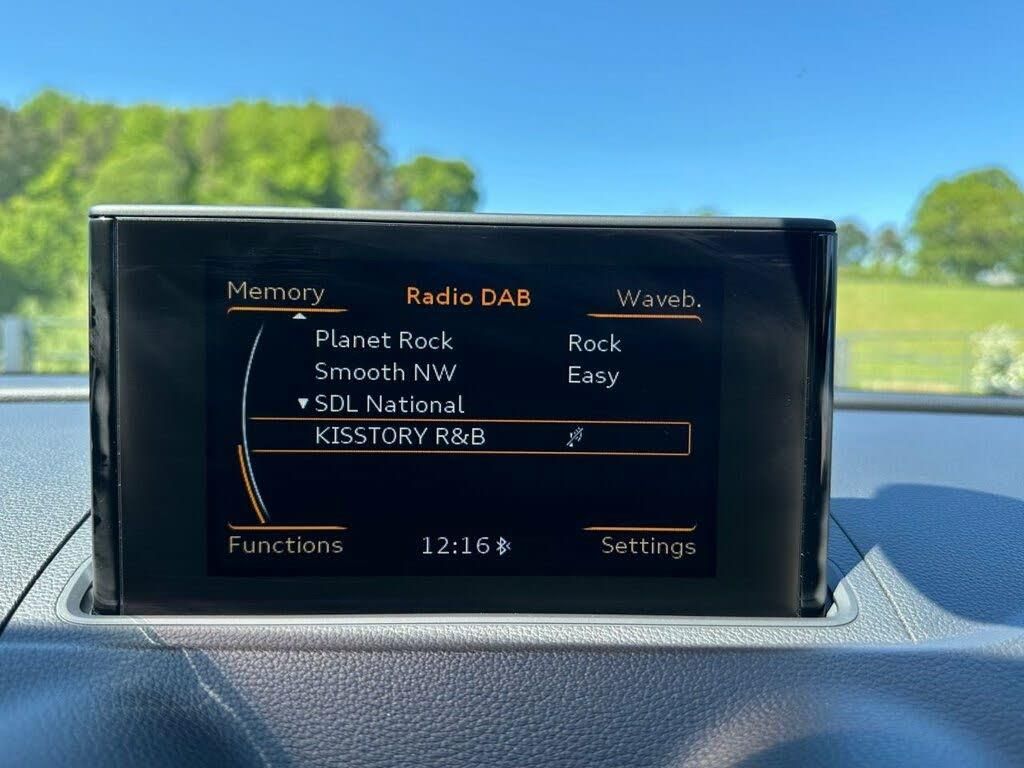 Memory Radio DAB Waveb.
Planet Rock Rock
Smooth NW Easy
▼ SDL National
KISSTORY R&B
Functions 12:16 Settings